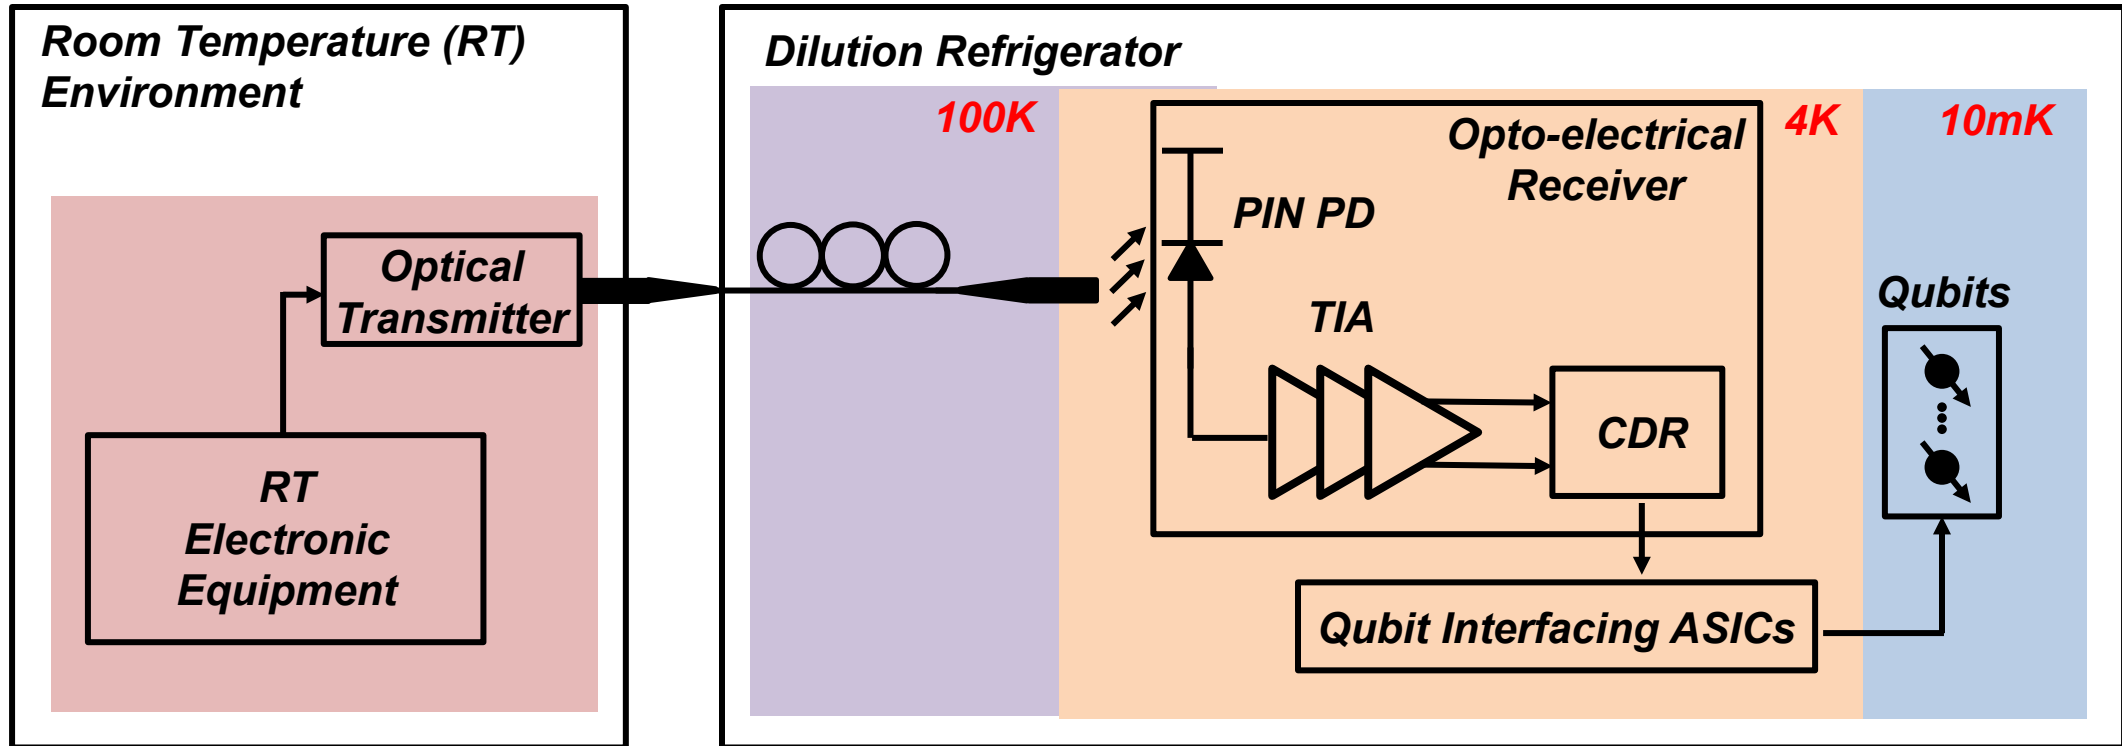 Room Temperature (RT)
Environment
Optical
Transmitter
RT
Electronic
Equipment
Dilution Refrigerator
100K
4K
10mK
Opto-electrical
Receiver
PIN PD
TIA
CDR
Qubit Interfacing ASICs
Qubits